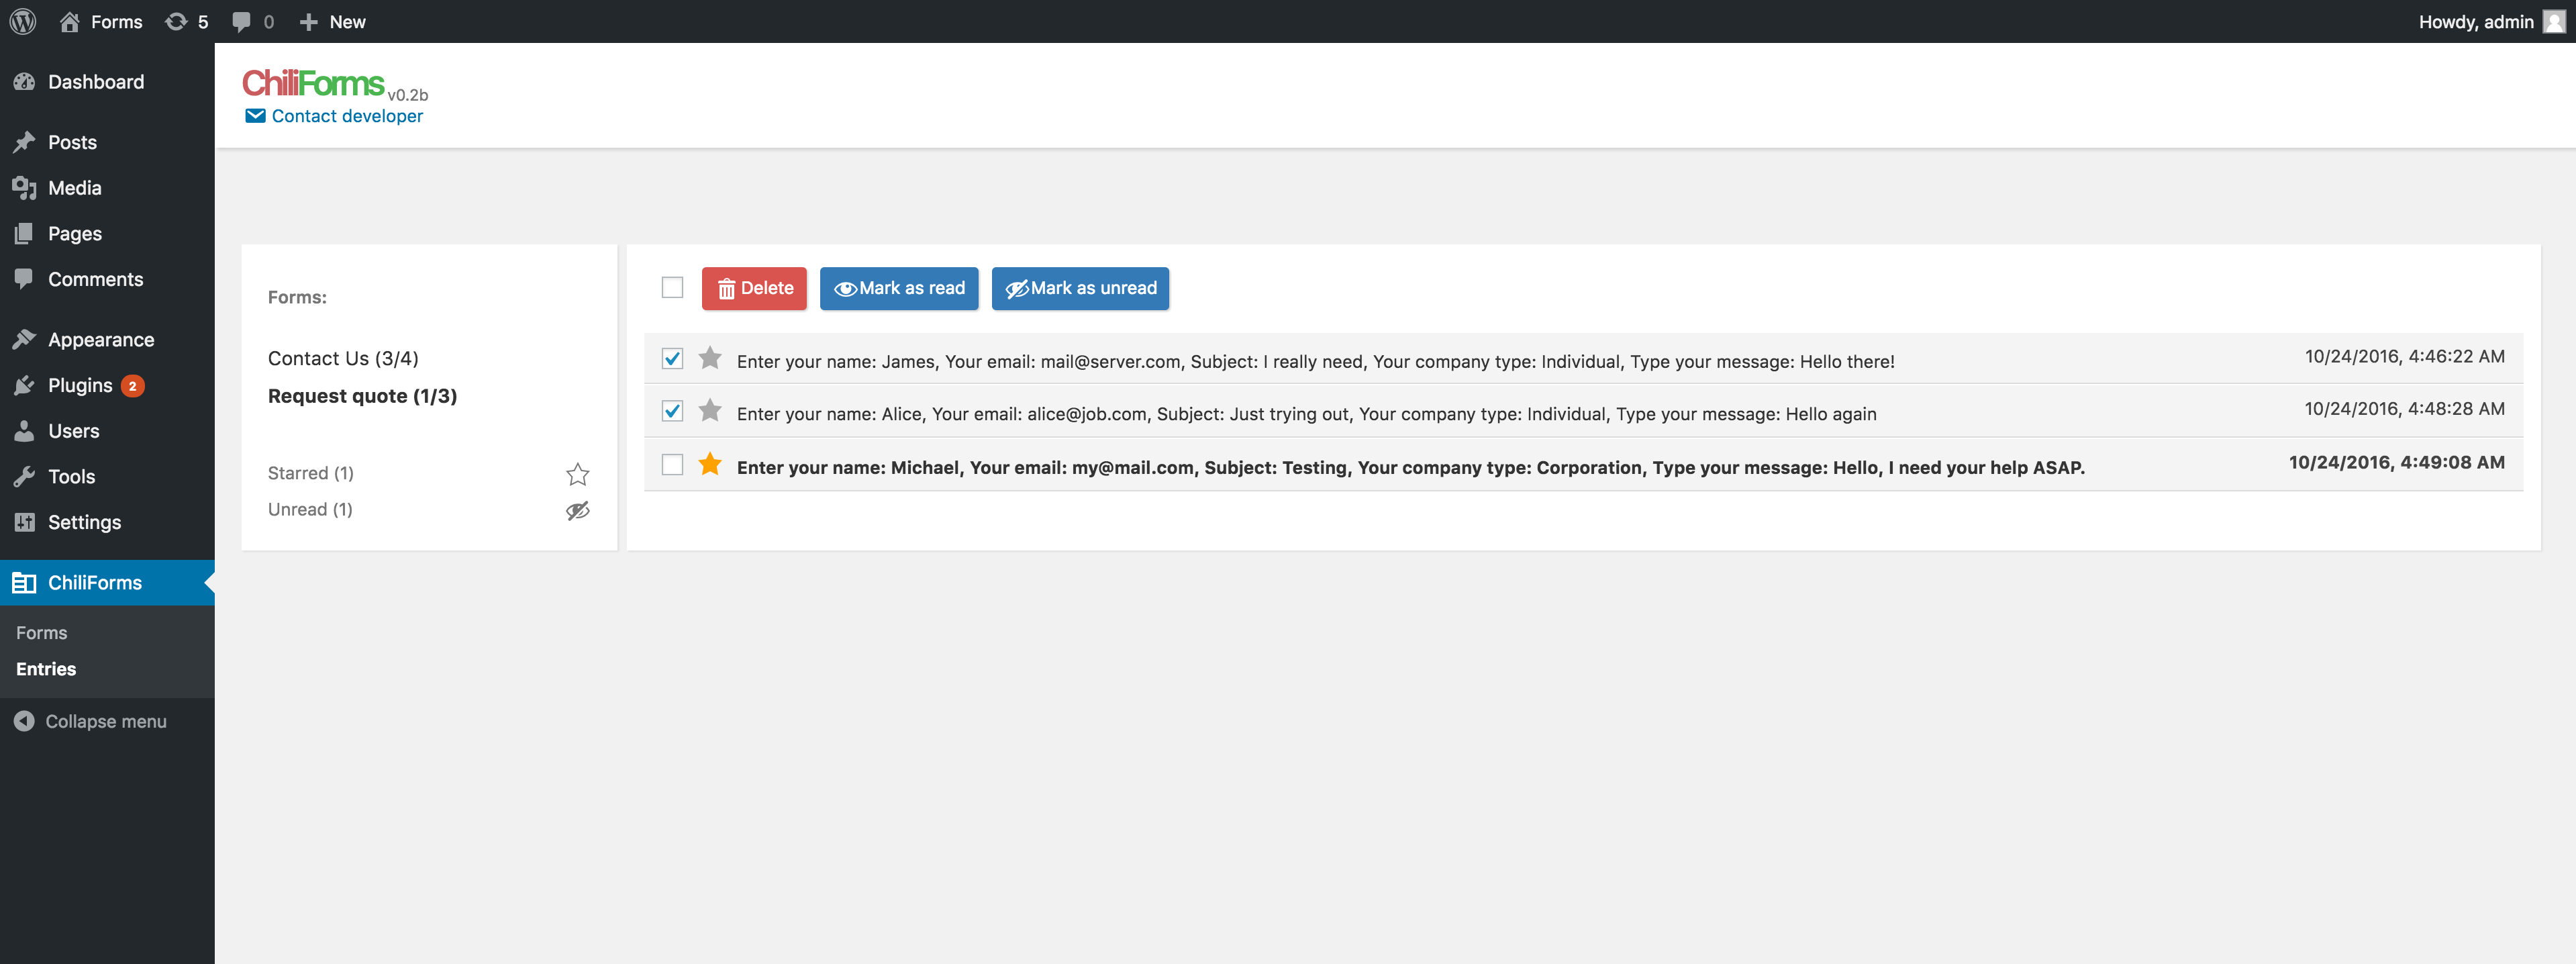 Forms 5 0 New Howdy, admin
Dashboard
Posts
Media
Pages
Comments
Appearance
Plugins 2
Users
Tools
Settings
ChiliForms
Forms
Entries
Collapse menu
ChiliForms v0.2b
Contact developer
Forms:
Contact Us (3/4)
Request quote (1/3)
Starred (1)
Unread (1)
Delete Mark as read Mark as unread
Enter your name: James, Your email: mail@server.com, Subject: I really need, Your company type: Individual, Type your message: Hello there! 10/24/2016, 4:46:22 AM
Enter your name: Alice, Your email: alice@job.com, Subject: Just trying out, Your company type: Individual, Type your message: Hello again 10/24/2016, 4:48:28 AM
Enter your name: Michael, Your email: my@mail.com, Subject: Testing, Your company type: Corporation, Type your message: Hello, I need your help ASAP. 10/24/2016, 4:49:08 AM